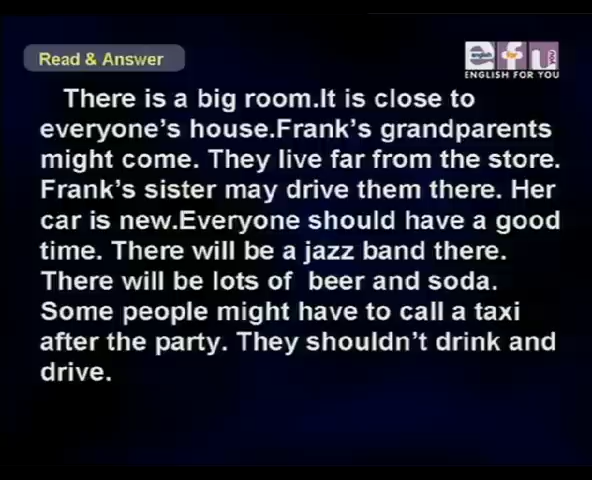 Read & Answer
efu
ENGLISH FOR YOU
There is a big room.It is close to
everyone's house.Frank's grandparents
might come. They live far from the store.
Frank's sister may drive them there. Her
car is new.Everyone should have a good
time. There will be a jazz band there.
There will be lots of beer and soda.
Some people might have to call a taxi
after the party. They shouldn't drink and
drive.